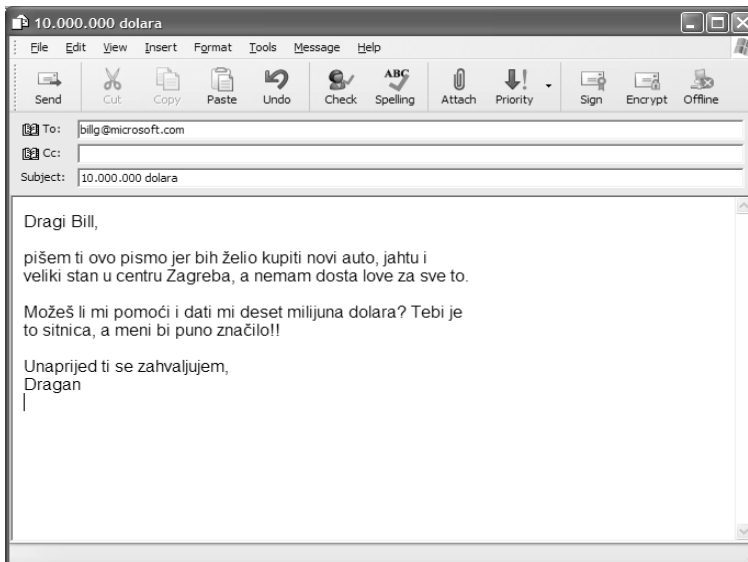 10.000.000 dolara
File Edit View Insert Format Tools Message Help
Send Cut Copy Paste Undo Check Spelling Attach Priority Sign Encrypt Offline
To: billg@microsoft.com
Cc:
Subject: 10.000.000 dolara
Dragi Bill,
pišem ti ovo pismo jer bih želio kupiti novi auto, jahtu i
veliki stan u centru Zagreba, a nemam dosta love za sve to.
Možeš li mi pomoći i dati mi deset milijuna dolara? Tebi je
to sitnica, a meni bi puno značilo!!
Unaprijed ti se zahvaljujem,
Dragan